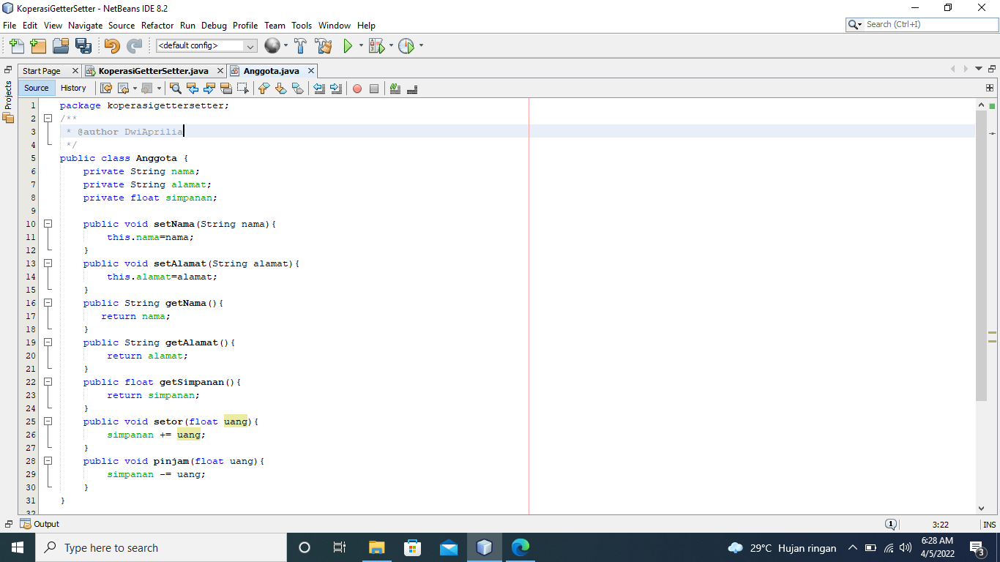 KoperasiGetterSetter - NetBeans IDE 8.2
File Edit View Navigate Source Refactor Run Debug Profile Team Tools Window Help
Search (Ctrl+I)
<default config>
Start Page KoperasiGetterSetter.java Anggota.java
Projects
Source History
1 package koperasigettersetter;
2 /**
3 * @author DwiAprilia
4 */
5 public class Anggota {
6 private String nama;
7 private String alamat;
8 private float simpanan;
9
10 public void setNama(String nama){
11 this.nama=nama;
12 }
13 public void setAlamat(String alamat){
14 this.alamat=alamat;
15 }
16 public String getNama(){
17 return nama;
18 }
19 public String getAlamat(){
20 return alamat;
21 }
22 public float getSimpanan(){
23 return simpanan;
24 }
25 public void setor(float uang){
26 simpanan += uang;
27 }
28 public void pinjam(float uang){
29 simpanan -= uang;
30 }
31 }
32
Output
1 3:22 INS
Type here to search
29°C Hujan ringan
6:28 AM
4/5/2022
3